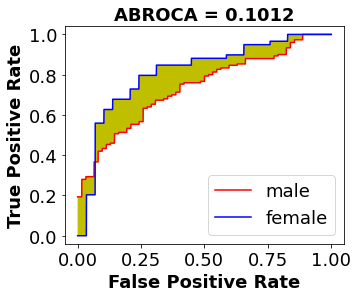 ABROCA = 0.1012
True Positive Rate
1.0
0.8
0.6
0.4
0.2
0.0
male
female
0.00 0.25 0.50 0.75 1.00
False Positive Rate